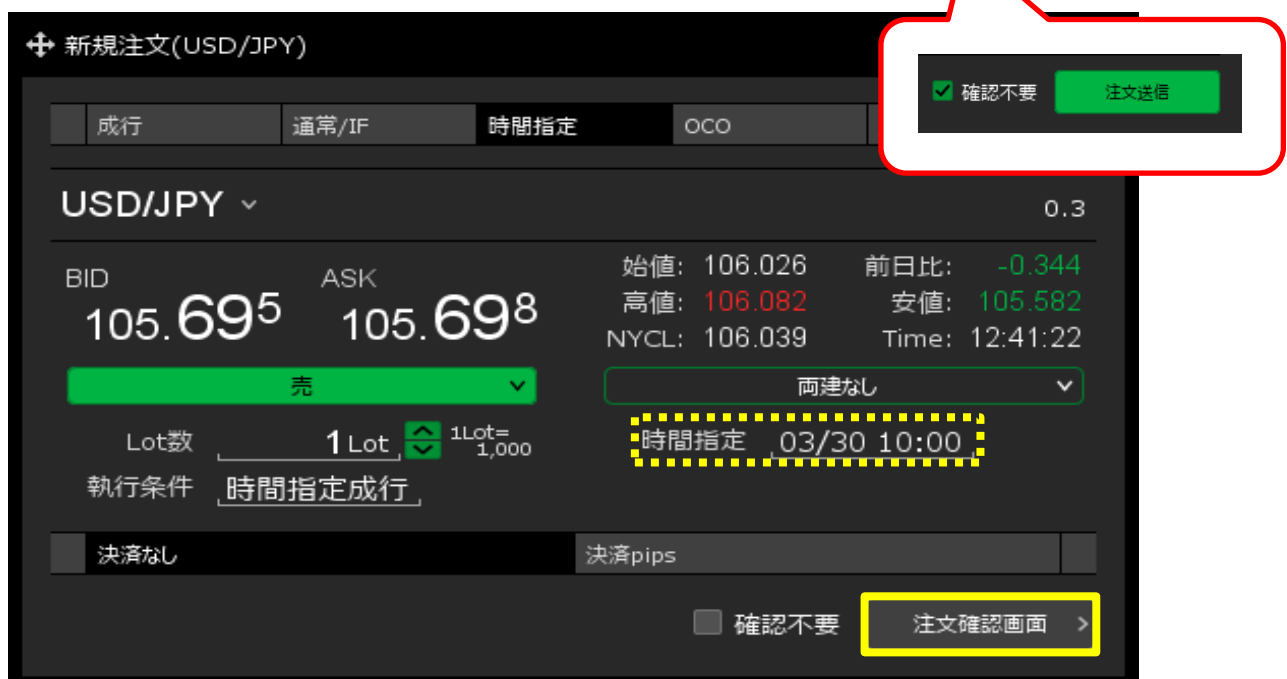 新規注文(USD/JPY)
確認不要 注文送信
成行 通常/IF 時間指定 OCO
USD/JPY 0.3
BID ASK 始値: 106.026 前日比: -0.344
105.695 105.698 高値: 106.082 安値: 105.582
NYCL: 106.039 Time: 12:41:22
売 両建なし
Lot数 1 Lot 1Lot= 時間指定 03/30 10:00
1,000
執行条件 時間指定成行
決済なし 決済pips
確認不要 注文確認画面 >